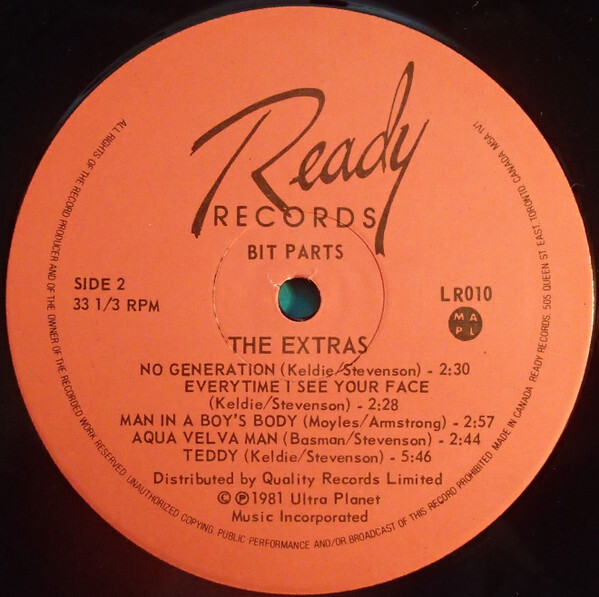 Ready
RECORDS
BIT PARTS
SIDE 2
33 1/3 RPM
LR010
M A
P L
THE EXTRAS
NO GENERATION (Keldie/Stevenson) - 2:30
EVERYTIME I SEE YOUR FACE
(Keldie/Stevenson) - 2:28
MAN IN A BOY'S BODY (Moyles/Armstrong) - 2:57
AQUA VELVA MAN (Basman/Stevenson) - 2:44
TEDDY (Keldie/Stevenson) - 5:46
Distributed by Quality Records Limited
© ℗ 1981 Ultra Planet
Music Incorporated
ALL RIGHTS OF THE RECORD PRODUCER AND OF THE OWNER OF THE RECORDED WORK RESERVED. UNAUTHORIZED COPYING, PUBLIC PERFORMANCE AND/OR BROADCAST OF THIS RECORD PROHIBITED. MADE IN CANADA. READY RECORDS: 505 QUEEN ST EAST, TORONTO CANADA M5A 1V1